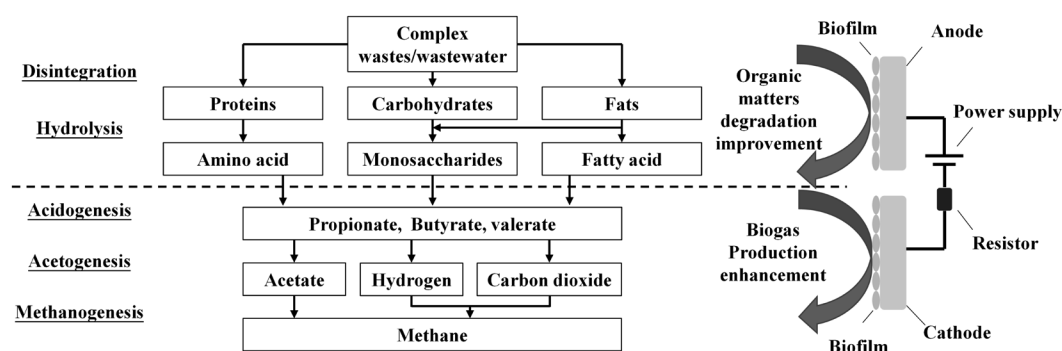 Complex
wastes/wastewater
Disintegration
Proteins
Carbohydrates
Fats
Hydrolysis
Amino acid
Monosaccharides
Fatty acid
Acidogenesis
Propionate, Butyrate, valerate
Acetogenesis
Acetate
Hydrogen
Carbon dioxide
Methanogenesis
Methane
Biofilm
Anode
Organic
matters
degradation
improvement
Power supply
Biogas
Production
enhancement
Resistor
Cathode
Biofilm